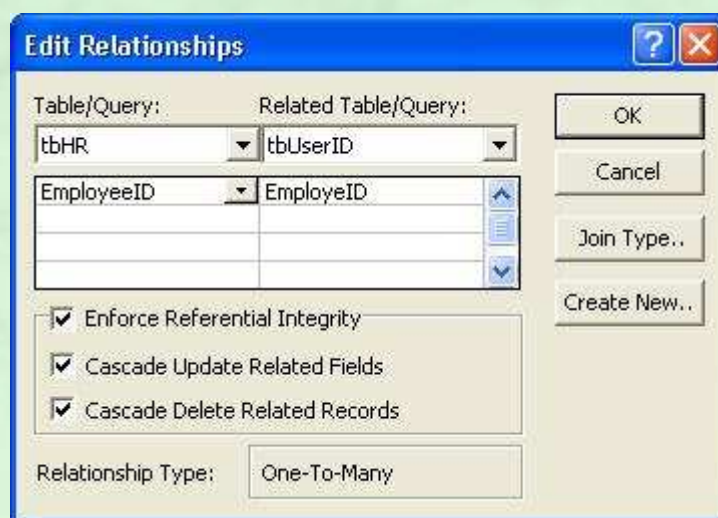 Edit Relationships
Table/Query: Related Table/Query: OK
tbHR tbUserID
Cancel
EmployeeID EmployeID
Join Type..
Create New..
Enforce Referential Integrity
Cascade Update Related Fields
Cascade Delete Related Records
Relationship Type: One-To-Many